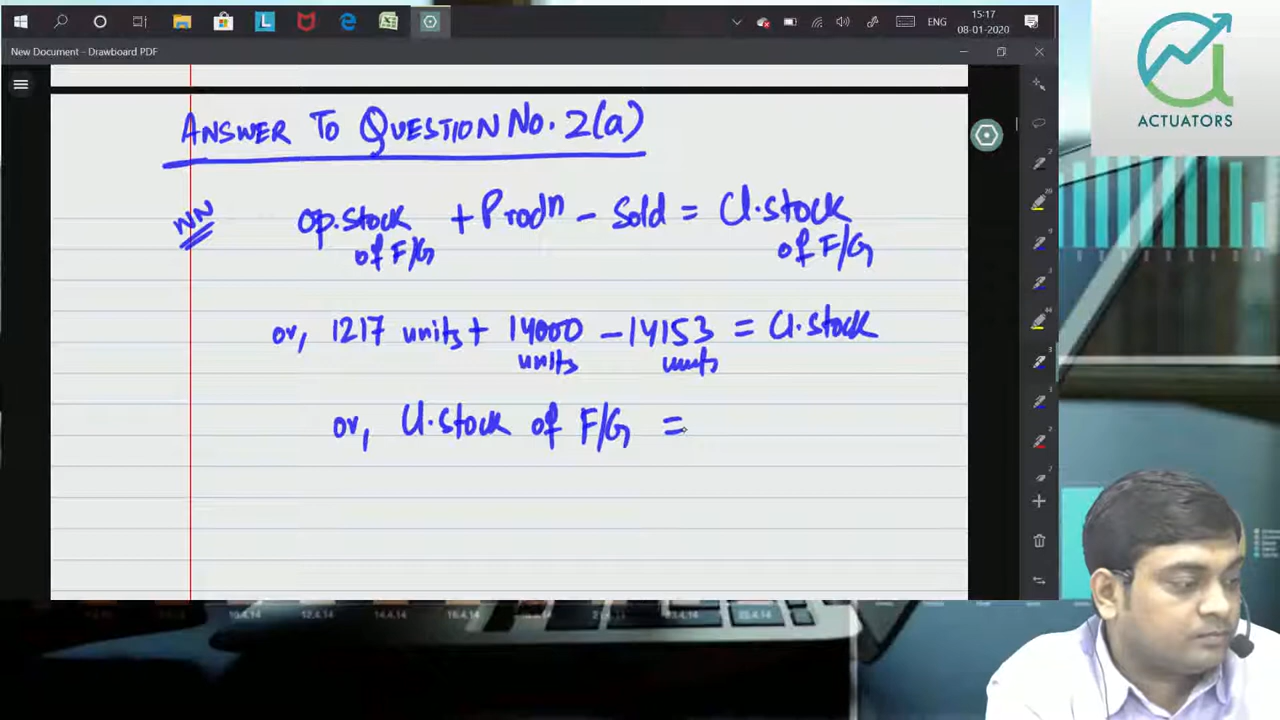 ENG
15:17
08-01-2020
New Document - Drawboard PDF
ACTUATORS
ANSWER TO QUESTION NO. 2(a)
WN
op. stock + Prodn - Sold = Cl. stock
of F/G of F/G
or, 1217 units + 14000 - 14153 = Cl. stock
units units
or, Cl. stock of F/G =